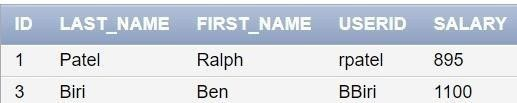 ID LAST_NAME FIRST_NAME USERID SALARY
1 Patel Ralph rpatel 895
3 Biri Ben BBiri 1100